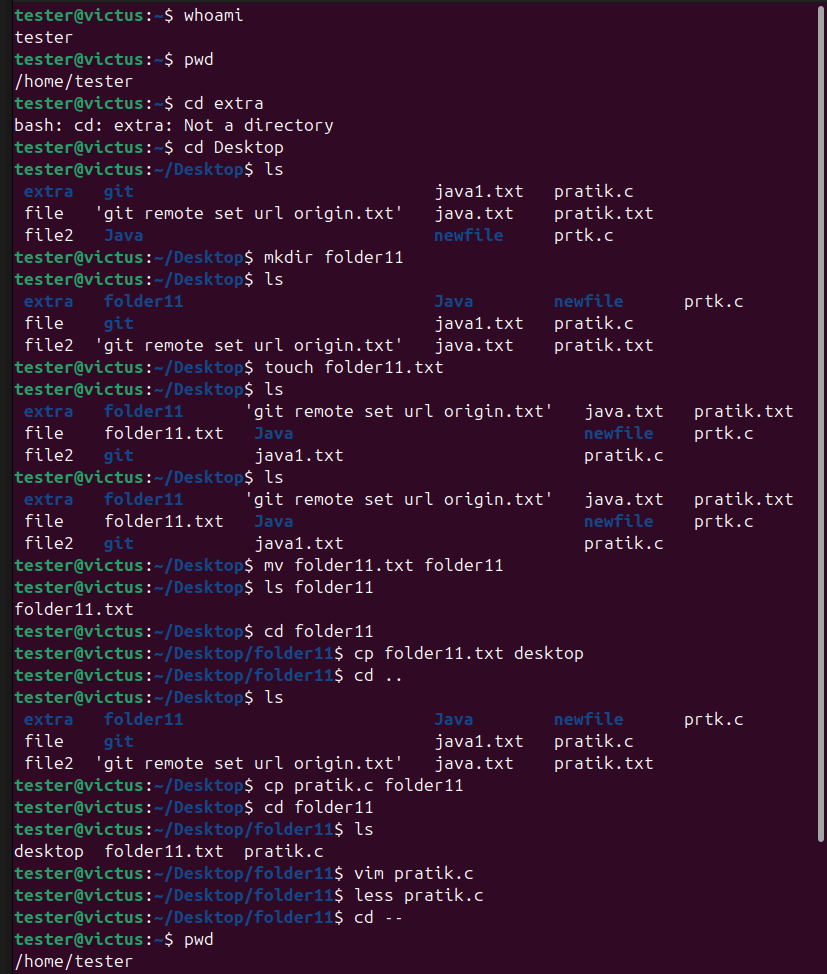 tester@victus:~$ whoami
tester
tester@victus:~$ pwd
/home/tester
tester@victus:~$ cd extra
bash: cd: extra: Not a directory
tester@victus:~$ cd Desktop
tester@victus:~/Desktop$ ls
 extra   git                              java1.txt   pratik.c
 file   'git remote set url origin.txt'   java.txt    pratik.txt
 file2   Java                             newfile     prtk.c
tester@victus:~/Desktop$ mkdir folder11
tester@victus:~/Desktop$ ls
 extra   folder11                         Java        newfile      prtk.c
 file    git                              java1.txt   pratik.c
 file2  'git remote set url origin.txt'   java.txt    pratik.txt
tester@victus:~/Desktop$ touch folder11.txt
tester@victus:~/Desktop$ ls
 extra   folder11      'git remote set url origin.txt'   java.txt   pratik.txt
 file    folder11.txt   Java                             newfile    prtk.c
 file2   git            java1.txt                        pratik.c
tester@victus:~/Desktop$ ls
 extra   folder11      'git remote set url origin.txt'   java.txt   pratik.txt
 file    folder11.txt   Java                             newfile    prtk.c
 file2   git            java1.txt                        pratik.c
tester@victus:~/Desktop$ mv folder11.txt folder11
tester@victus:~/Desktop$ ls folder11
folder11.txt
tester@victus:~/Desktop$ cd folder11
tester@victus:~/Desktop/folder11$ cp folder11.txt desktop
tester@victus:~/Desktop/folder11$ cd ..
tester@victus:~/Desktop$ ls
 extra   folder11                         Java        newfile      prtk.c
 file    git                              java1.txt   pratik.c
 file2  'git remote set url origin.txt'   java.txt    pratik.txt
tester@victus:~/Desktop$ cp pratik.c folder11
tester@victus:~/Desktop$ cd folder11
tester@victus:~/Desktop/folder11$ ls
desktop  folder11.txt  pratik.c
tester@victus:~/Desktop/folder11$ vim pratik.c
tester@victus:~/Desktop/folder11$ less pratik.c
tester@victus:~/Desktop/folder11$ cd --
tester@victus:~$ pwd
/home/tester